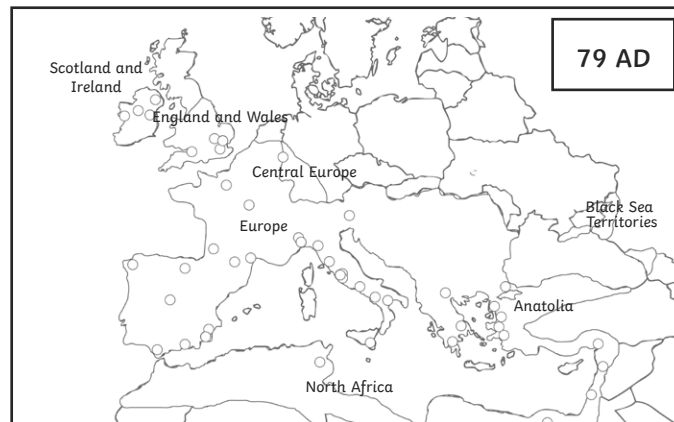 79 AD
Scotland and
Ireland
England and Wales
Central Europe
Black Sea
Territories
Europe
Anatolia
North Africa